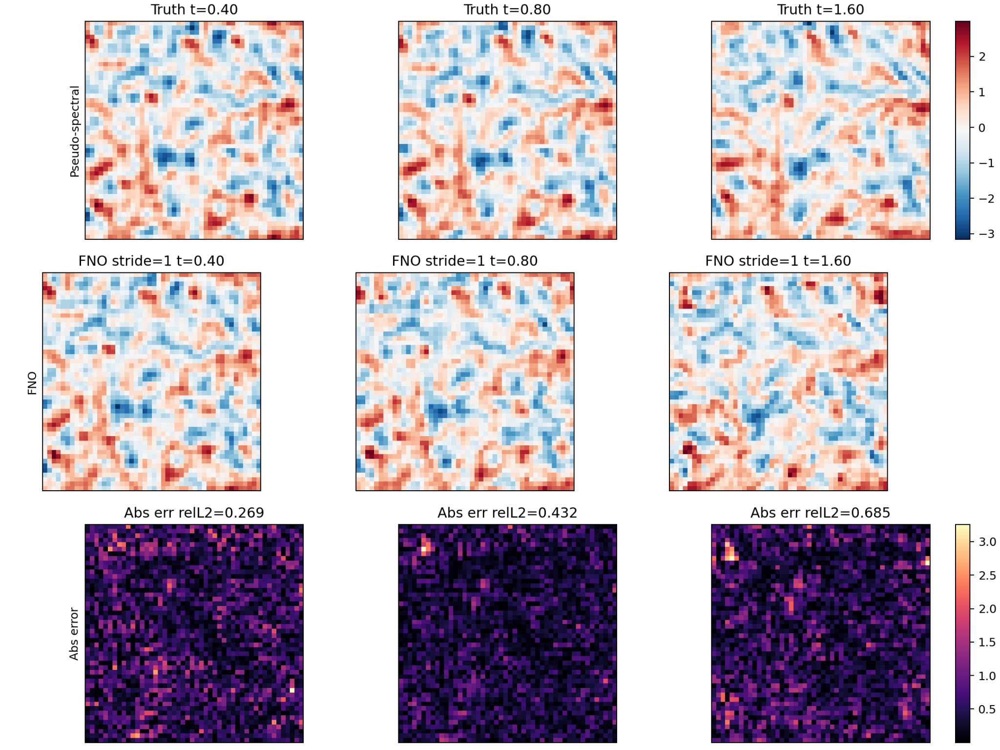 Truth t=0.40
Truth t=0.80
Truth t=1.60
Pseudo-spectral
2
1
0
−1
−2
−3
FNO stride=1 t=0.40
FNO stride=1 t=0.80
FNO stride=1 t=1.60
FNO
Abs err relL2=0.269
Abs err relL2=0.432
Abs err relL2=0.685
Abs error
3.0
2.5
2.0
1.5
1.0
0.5